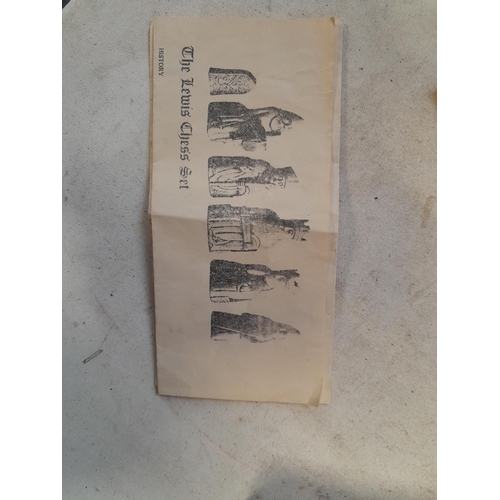 The Lewis Chess Set
HISTORY